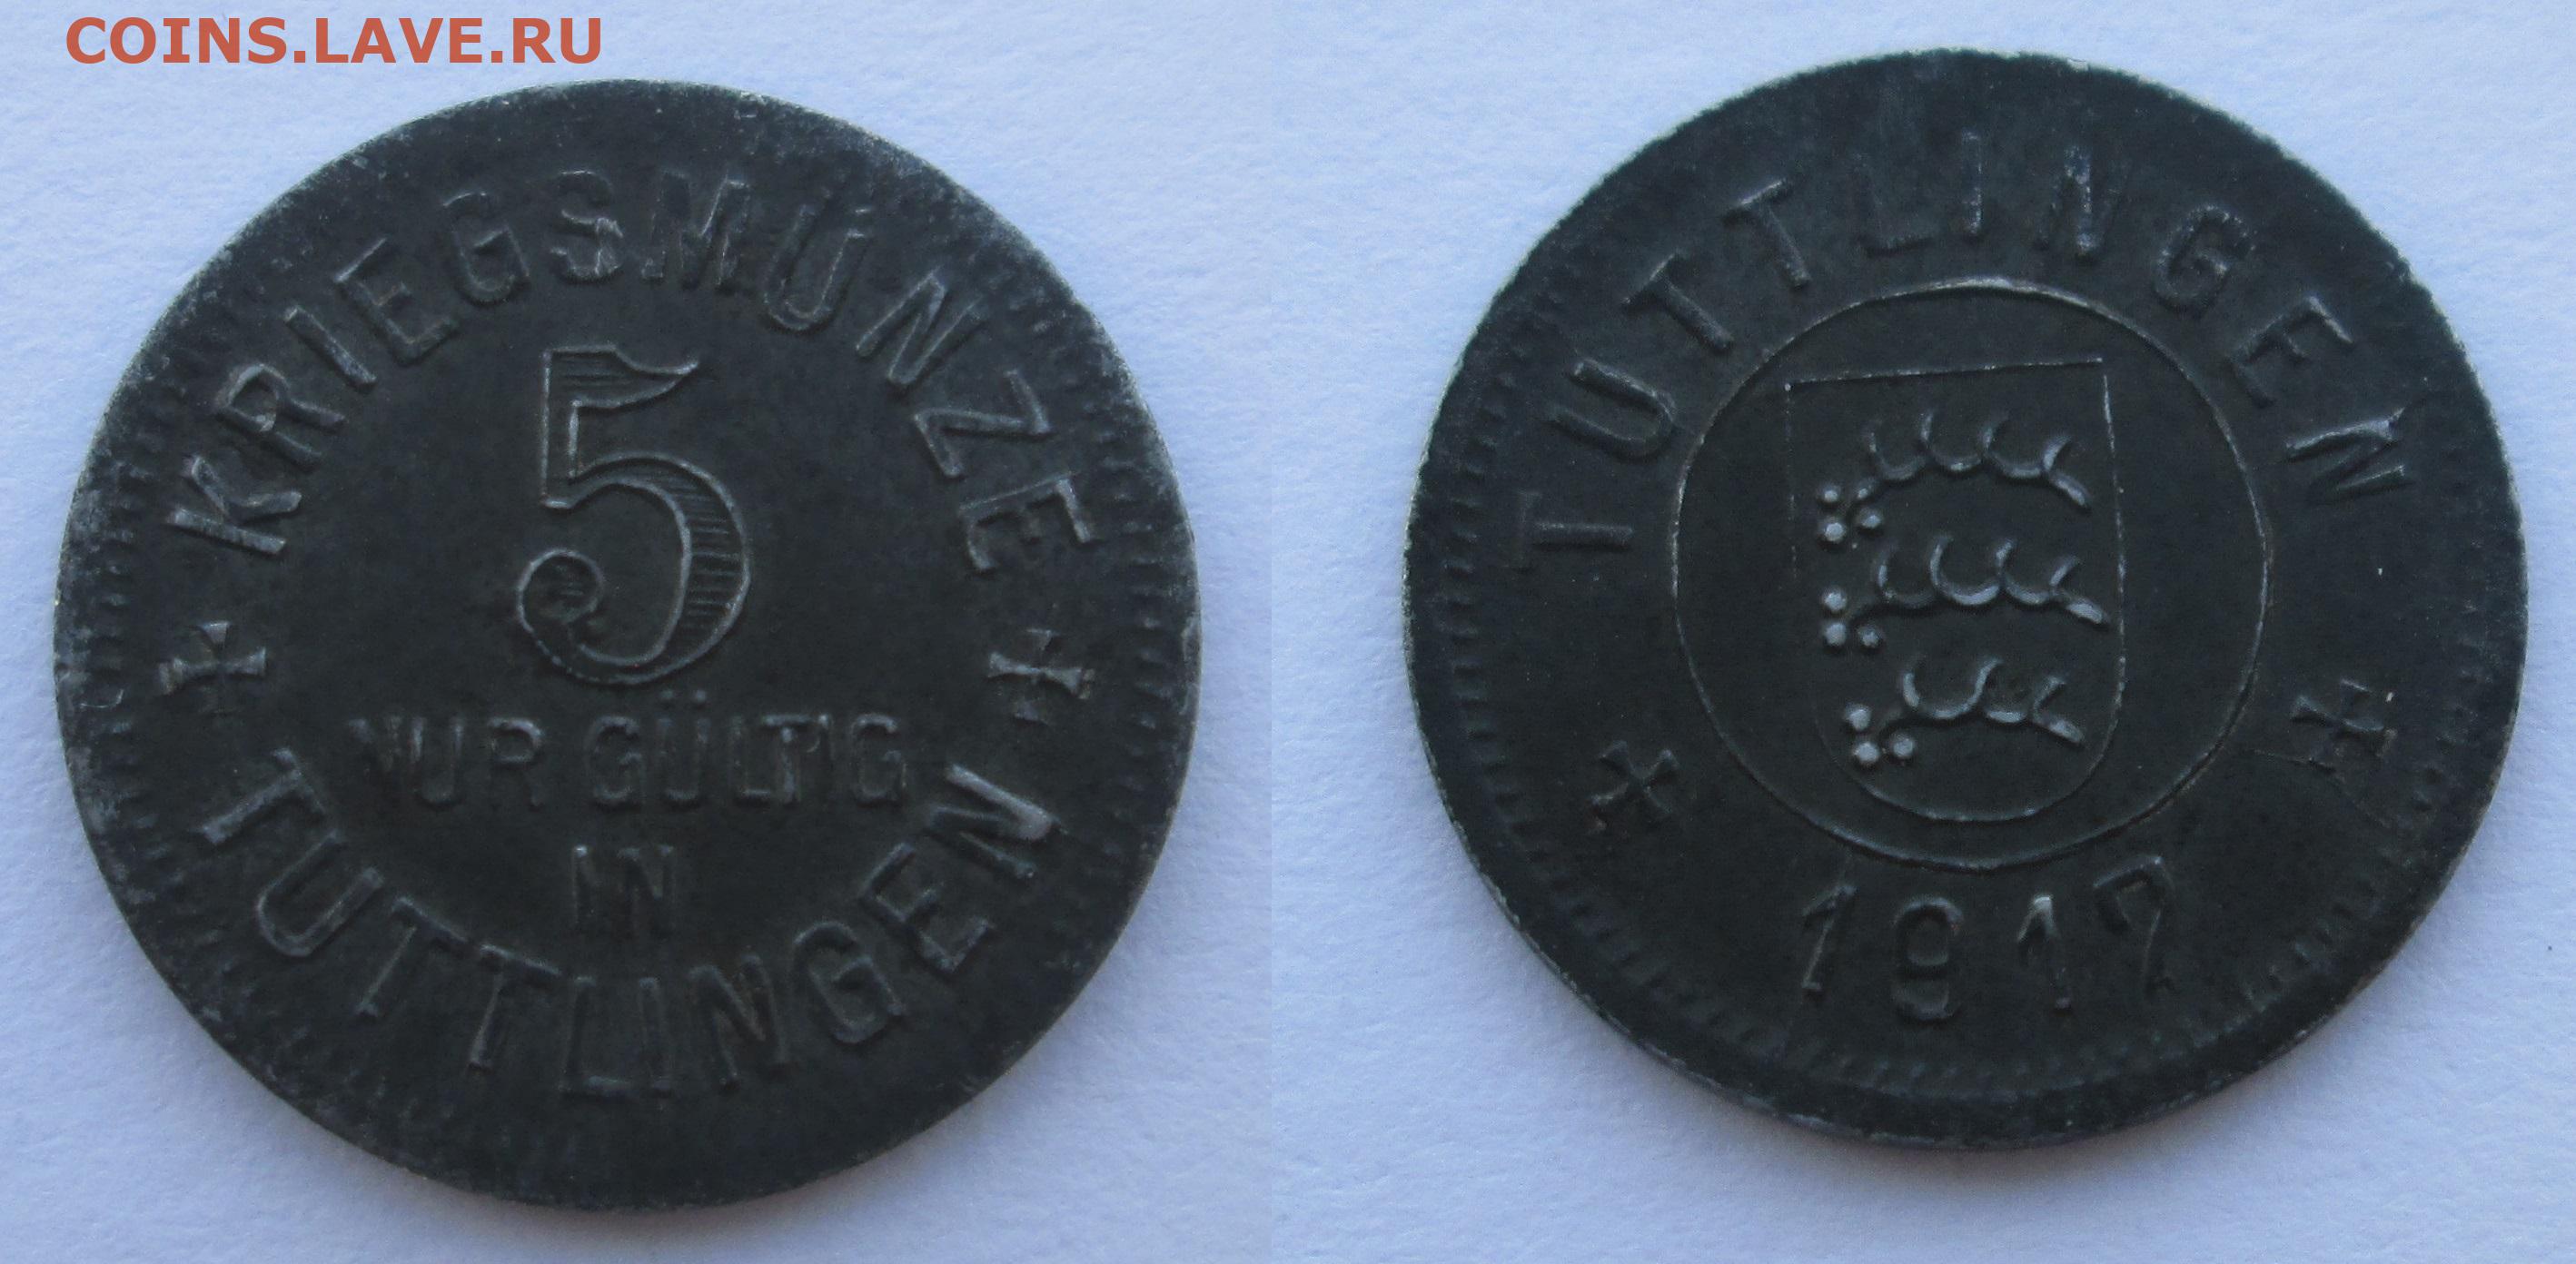 COINS.LAVE.RU
KRIEGSMÜNZE
5
NUR GÜLTIG
IN
TUTTLINGEN
TUTTLINGEN
1917